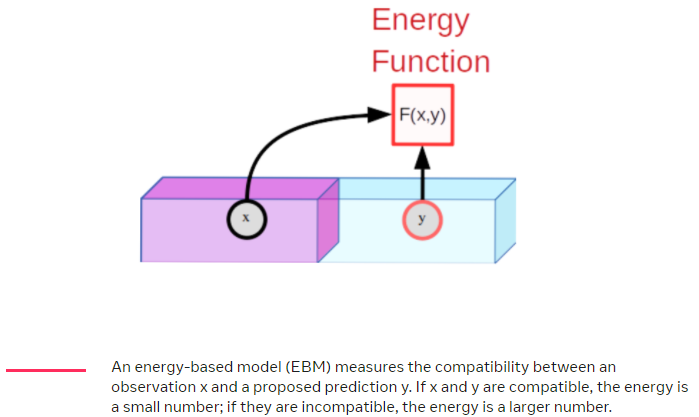 Energy
Function
F(x,y)
x
y
An energy-based model (EBM) measures the compatibility between an
observation x and a proposed prediction y. If x and y are compatible, the energy is
a small number; if they are incompatible, the energy is a larger number.